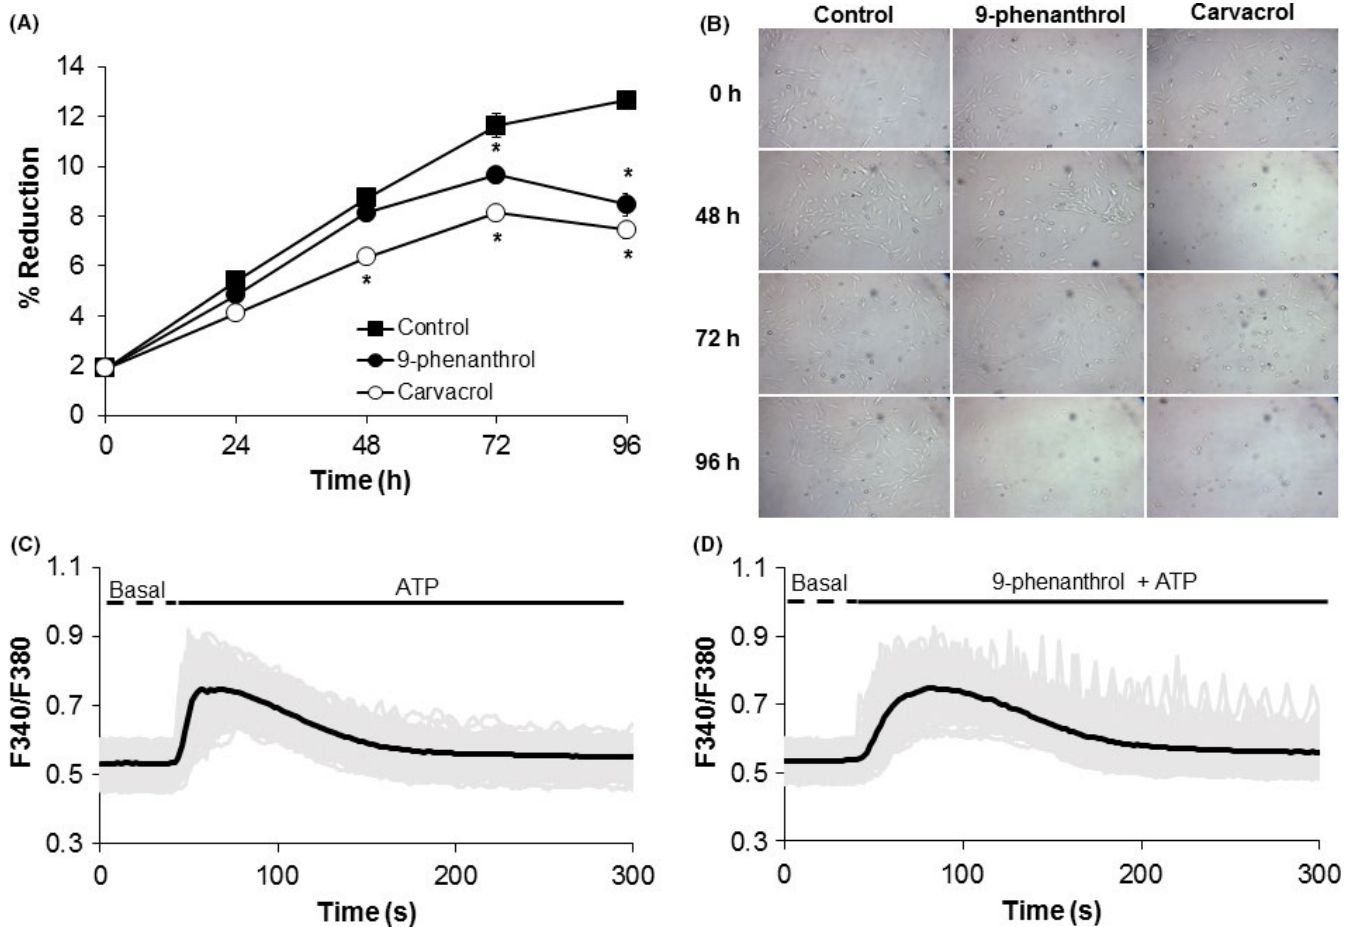 (A)
14
12
10
8
6
4
2
0
% Reduction
*
*
*
*
*
Control
9-phenanthrol
Carvacrol
0 24 48 72 96
Time (h)
(B)
Control 9-phenanthrol Carvacrol
0 h
48 h
72 h
96 h
(C)
1.1
0.9
0.7
0.5
0.3
F340/F380
Basal ATP
0 100 200 300
Time (s)
(D)
1.1
0.9
0.7
0.5
0.3
F340/F380
Basal 9-phenanthrol + ATP
0 100 200 300
Time (s)